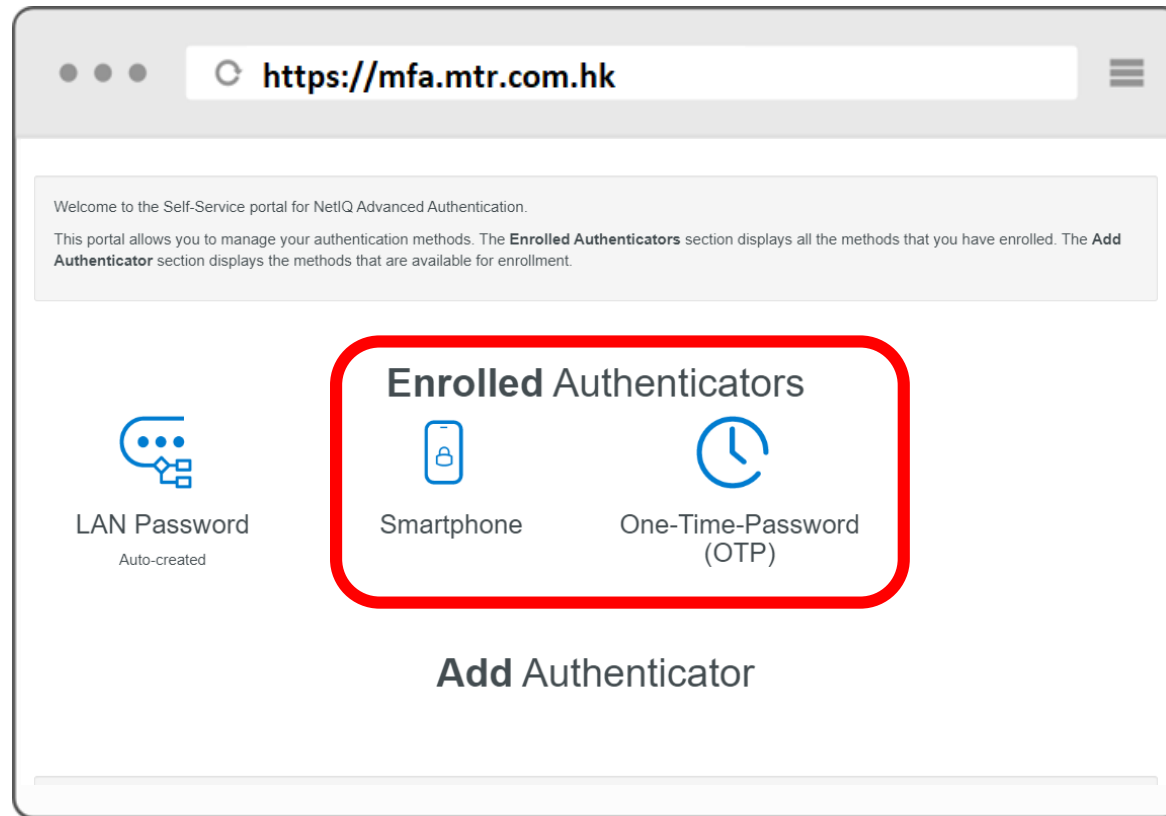 https://mfa.mtr.com.hk
Welcome to the Self-Service portal for NetIQ Advanced Authentication.
This portal allows you to manage your authentication methods. The Enrolled Authenticators section displays all the methods that you have enrolled. The Add
Authenticator section displays the methods that are available for enrollment.
Enrolled Authenticators
LAN Password
Auto-created
Smartphone
One-Time-Password
(OTP)
Add Authenticator